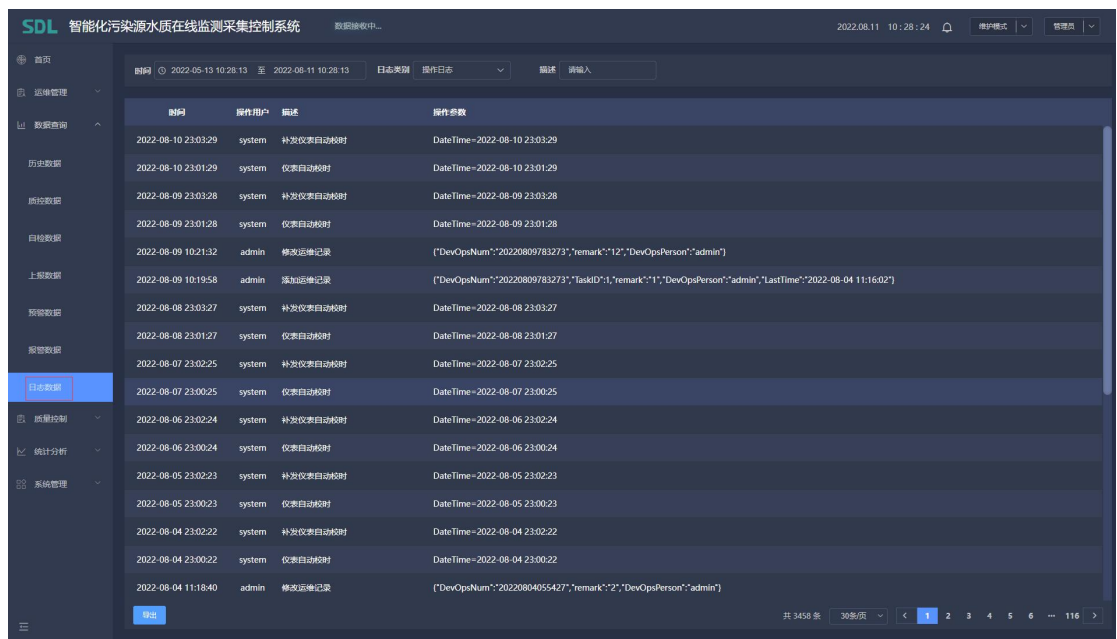 SDL 智能化污染源水质在线监测采集控制系统 数据接收中... 2022.08.11 10:28:24 维护模式 管理员
首页
时间 2022-05-13 10:28:13 至 2022-08-11 10:28:13 日志类别 操作日志 描述 请输入
运维管理
数据查询
历史数据
质控数据
自检数据
上报数据
预警数据
报警数据
日志数据
质量控制
统计分析
系统管理
时间 操作用户 描述 操作参数
2022-08-10 23:03:29 system 补发仪表自动校时 DateTime=2022-08-10 23:03:29
2022-08-10 23:01:29 system 仪表自动校时 DateTime=2022-08-10 23:01:29
2022-08-09 23:03:28 system 补发仪表自动校时 DateTime=2022-08-09 23:03:28
2022-08-09 23:01:28 system 仪表自动校时 DateTime=2022-08-09 23:01:28
2022-08-09 10:21:32 admin 修改运维记录 {"DevOpsNum":"20220809783273","remark":"12","DevOpsPerson":"admin"}
2022-08-09 10:19:58 admin 添加运维记录 {"DevOpsNum":"20220809783273","TaskID":1,"remark":"1","DevOpsPerson":"admin","LastTime":"2022-08-04 11:16:02"}
2022-08-08 23:03:27 system 补发仪表自动校时 DateTime=2022-08-08 23:03:27
2022-08-08 23:01:27 system 仪表自动校时 DateTime=2022-08-08 23:01:27
2022-08-07 23:02:25 system 补发仪表自动校时 DateTime=2022-08-07 23:02:25
2022-08-07 23:00:25 system 仪表自动校时 DateTime=2022-08-07 23:00:25
2022-08-06 23:02:24 system 补发仪表自动校时 DateTime=2022-08-06 23:02:24
2022-08-06 23:00:24 system 仪表自动校时 DateTime=2022-08-06 23:00:24
2022-08-05 23:02:23 system 补发仪表自动校时 DateTime=2022-08-05 23:02:23
2022-08-05 23:00:23 system 仪表自动校时 DateTime=2022-08-05 23:00:23
2022-08-04 23:02:22 system 补发仪表自动校时 DateTime=2022-08-04 23:02:22
2022-08-04 23:00:22 system 仪表自动校时 DateTime=2022-08-04 23:00:22
2022-08-04 11:18:40 admin 修改运维记录 {"DevOpsNum":"20220804055427","remark":"2","DevOpsPerson":"admin"}
导出 共 3458 条 30条/页 < 1 2 3 4 5 6 ··· 116 >